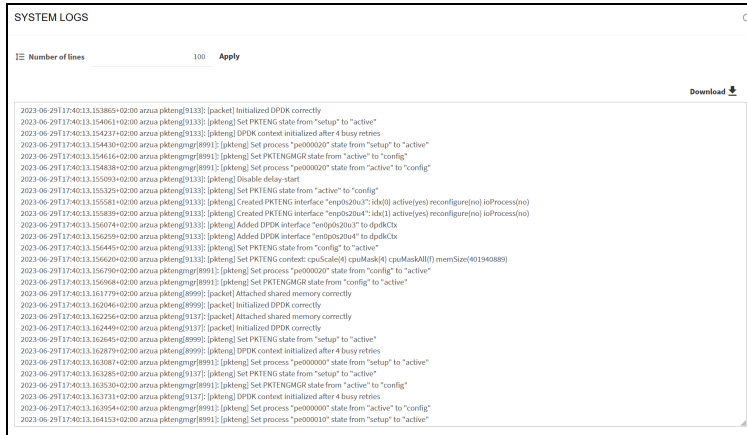 SYSTEM LOGS
Number of lines 100 Apply
Download
2023-06-29T17:40:13.153865+02:00 arzua pkteng[9133]: [packet] Initialized DPDK correctly
2023-06-29T17:40:13.154061+02:00 arzua pkteng[9133]: [pkteng] Set PKTENG state from "setup" to "active"
2023-06-29T17:40:13.154237+02:00 arzua pkteng[9133]: [pkteng] DPDK context initialized after 4 busy retries
2023-06-29T17:40:13.154430+02:00 arzua pktengmgr[8991]: [pkteng] Set process "pe000020" state from "setup" to "active"
2023-06-29T17:40:13.154616+02:00 arzua pktengmgr[8991]: [pkteng] Set PKTENGMGR state from "active" to "config"
2023-06-29T17:40:13.154838+02:00 arzua pktengmgr[8991]: [pkteng] Set process "pe000020" state from "active" to "config"
2023-06-29T17:40:13.155093+02:00 arzua pkteng[9133]: [pkteng] Disable delay-start
2023-06-29T17:40:13.155325+02:00 arzua pkteng[9133]: [pkteng] Set PKTENG state from "active" to "config"
2023-06-29T17:40:13.155581+02:00 arzua pkteng[9133]: [pkteng] Created PKTENG interface "enp0s20u3": idx(0) active(yes) reconfigure(no) ioProcess(no)
2023-06-29T17:40:13.155839+02:00 arzua pkteng[9133]: [pkteng] Created PKTENG interface "enp0s20u4": idx(1) active(yes) reconfigure(no) ioProcess(no)
2023-06-29T17:40:13.156074+02:00 arzua pkteng[9133]: [pkteng] Added DPDK interface "en0p0s20u3" to dpdkCtx
2023-06-29T17:40:13.156259+02:00 arzua pkteng[9133]: [pkteng] Added DPDK interface "en0p0s20u4" to dpdkCtx
2023-06-29T17:40:13.156445+02:00 arzua pkteng[9133]: [pkteng] Set PKTENG state from "config" to "active"
2023-06-29T17:40:13.156620+02:00 arzua pkteng[9133]: [pkteng] Set PKTENG context: cpuScale(4) cpuMask(4) cpuMaskAll(f) memSize(401940889)
2023-06-29T17:40:13.156790+02:00 arzua pktengmgr[8991]: [pkteng] Set process "pe000020" state from "config" to "active"
2023-06-29T17:40:13.156968+02:00 arzua pktengmgr[8991]: [pkteng] Set PKTENGMGR state from "config" to "active"
2023-06-29T17:40:13.161779+02:00 arzua pkteng[8999]: [packet] Attached shared memory correctly
2023-06-29T17:40:13.162046+02:00 arzua pkteng[8999]: [packet] Initialized DPDK correctly
2023-06-29T17:40:13.162256+02:00 arzua pkteng[9137]: [packet] Attached shared memory correctly
2023-06-29T17:40:13.162449+02:00 arzua pkteng[9137]: [packet] Initialized DPDK correctly
2023-06-29T17:40:13.162645+02:00 arzua pkteng[8999]: [pkteng] Set PKTENG state from "setup" to "active"
2023-06-29T17:40:13.162879+02:00 arzua pkteng[8999]: [pkteng] DPDK context initialized after 4 busy retries
2023-06-29T17:40:13.163087+02:00 arzua pktengmgr[8991]: [pkteng] Set process "pe000000" state from "setup" to "active"
2023-06-29T17:40:13.163285+02:00 arzua pkteng[9137]: [pkteng] Set PKTENG state from "setup" to "active"
2023-06-29T17:40:13.163530+02:00 arzua pktengmgr[8991]: [pkteng] Set PKTENGMGR state from "active" to "config"
2023-06-29T17:40:13.163731+02:00 arzua pkteng[9137]: [pkteng] DPDK context initialized after 4 busy retries
2023-06-29T17:40:13.163954+02:00 arzua pktengmgr[8991]: [pkteng] Set process "pe000000" state from "active" to "config"
2023-06-29T17:40:13.164153+02:00 arzua pktengmgr[8991]: [pkteng] Set process "pe000010" state from "setup" to "active"